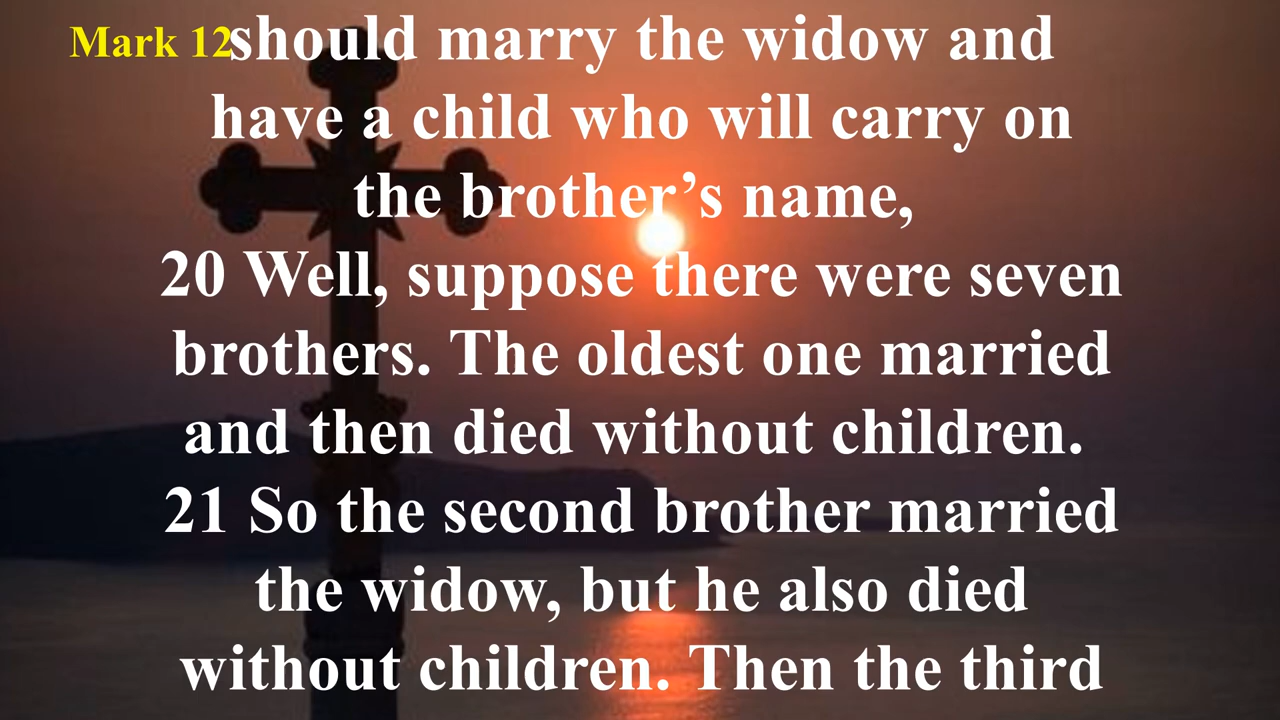 Mark 12
should marry the widow and
have a child who will carry on
the brother’s name,
20 Well, suppose there were seven
brothers. The oldest one married
and then died without children.
21 So the second brother married
the widow, but he also died
without children. Then the third